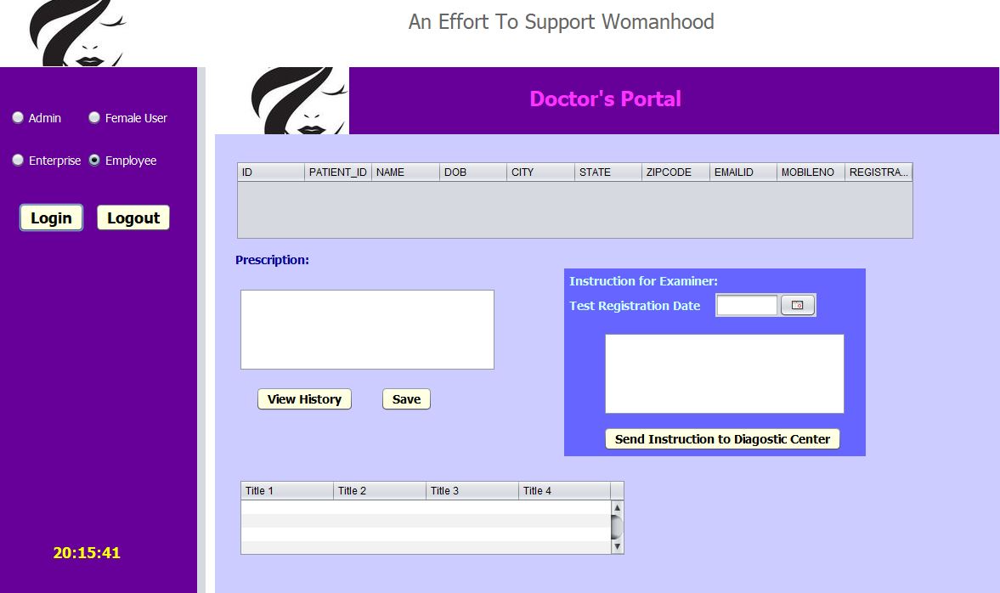 An Effort To Support Womanhood
Doctor's Portal
Admin Female User
Enterprise Employee
Login Logout
ID PATIENT_ID NAME DOB CITY STATE ZIPCODE EMAILID MOBILENO REGISTRA...
Prescription:
Instruction for Examiner:
Test Registration Date
View History Save
Send Instruction to Diagostic Center
Title 1 Title 2 Title 3 Title 4
20:15:41